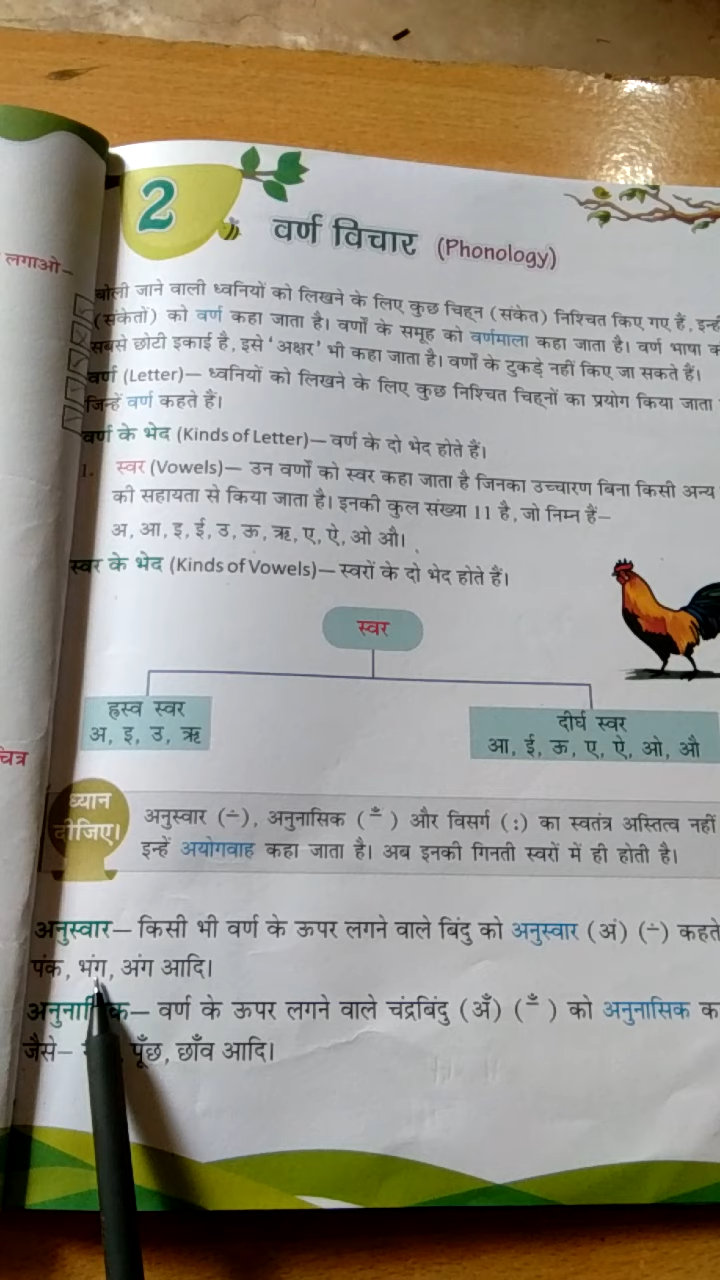 2
वर्ण विचार (Phonology)
लगाओ–
बोली जाने वाली ध्वनियों को लिखने के लिए कुछ चिह्न (संकेत) निश्चित किए गए हैं, इन्हीं
(संकेतों) को वर्ण कहा जाता है। वर्णों के समूह को वर्णमाला कहा जाता है। वर्ण भाषा
सबसे छोटी इकाई है, इसे 'अक्षर' भी कहा जाता है। वर्णों के टुकड़े नहीं किए जा सकते हैं।
वर्ण (Letter)— ध्वनियों को लिखने के लिए कुछ निश्चित चिह्नों का प्रयोग किया जाता
जिन्हें वर्ण कहते हैं।
वर्ण के भेद (Kinds of Letter)— वर्ण के दो भेद होते हैं।
1. स्वर (Vowels)— उन वर्णों को स्वर कहा जाता है जिनका उच्चारण बिना किसी अन्य
की सहायता से किया जाता है। इनकी कुल संख्या 11 है, जो निम्न हैं–
अ, आ, इ, ई, उ, ऊ, ऋ, ए, ऐ, ओ औ।
स्वर के भेद (Kinds of Vowels)— स्वरों के दो भेद होते हैं।
स्वर
ह्रस्व स्वर
अ, इ, उ, ऋ
दीर्घ स्वर
आ, ई, ऊ, ए, ऐ, ओ, औ
चित्र
ध्यान
दीजिए।
अनुस्वार (∸), अनुनासिक (ँ) और विसर्ग (:) का स्वतंत्र अस्तित्व नहीं
इन्हें अयोगवाह कहा जाता है। अब इनकी गिनती स्वरों में ही होती है।
अनुस्वार— किसी भी वर्ण के ऊपर लगने वाले बिंदु को अनुस्वार (अं) (∸) कहते
पंक, भंग, अंग आदि।
अनुनासिक— वर्ण के ऊपर लगने वाले चंद्रबिंदु (अँ) (ँ) को अनुनासिक
जैसे– पूँछ, छाँव आदि।